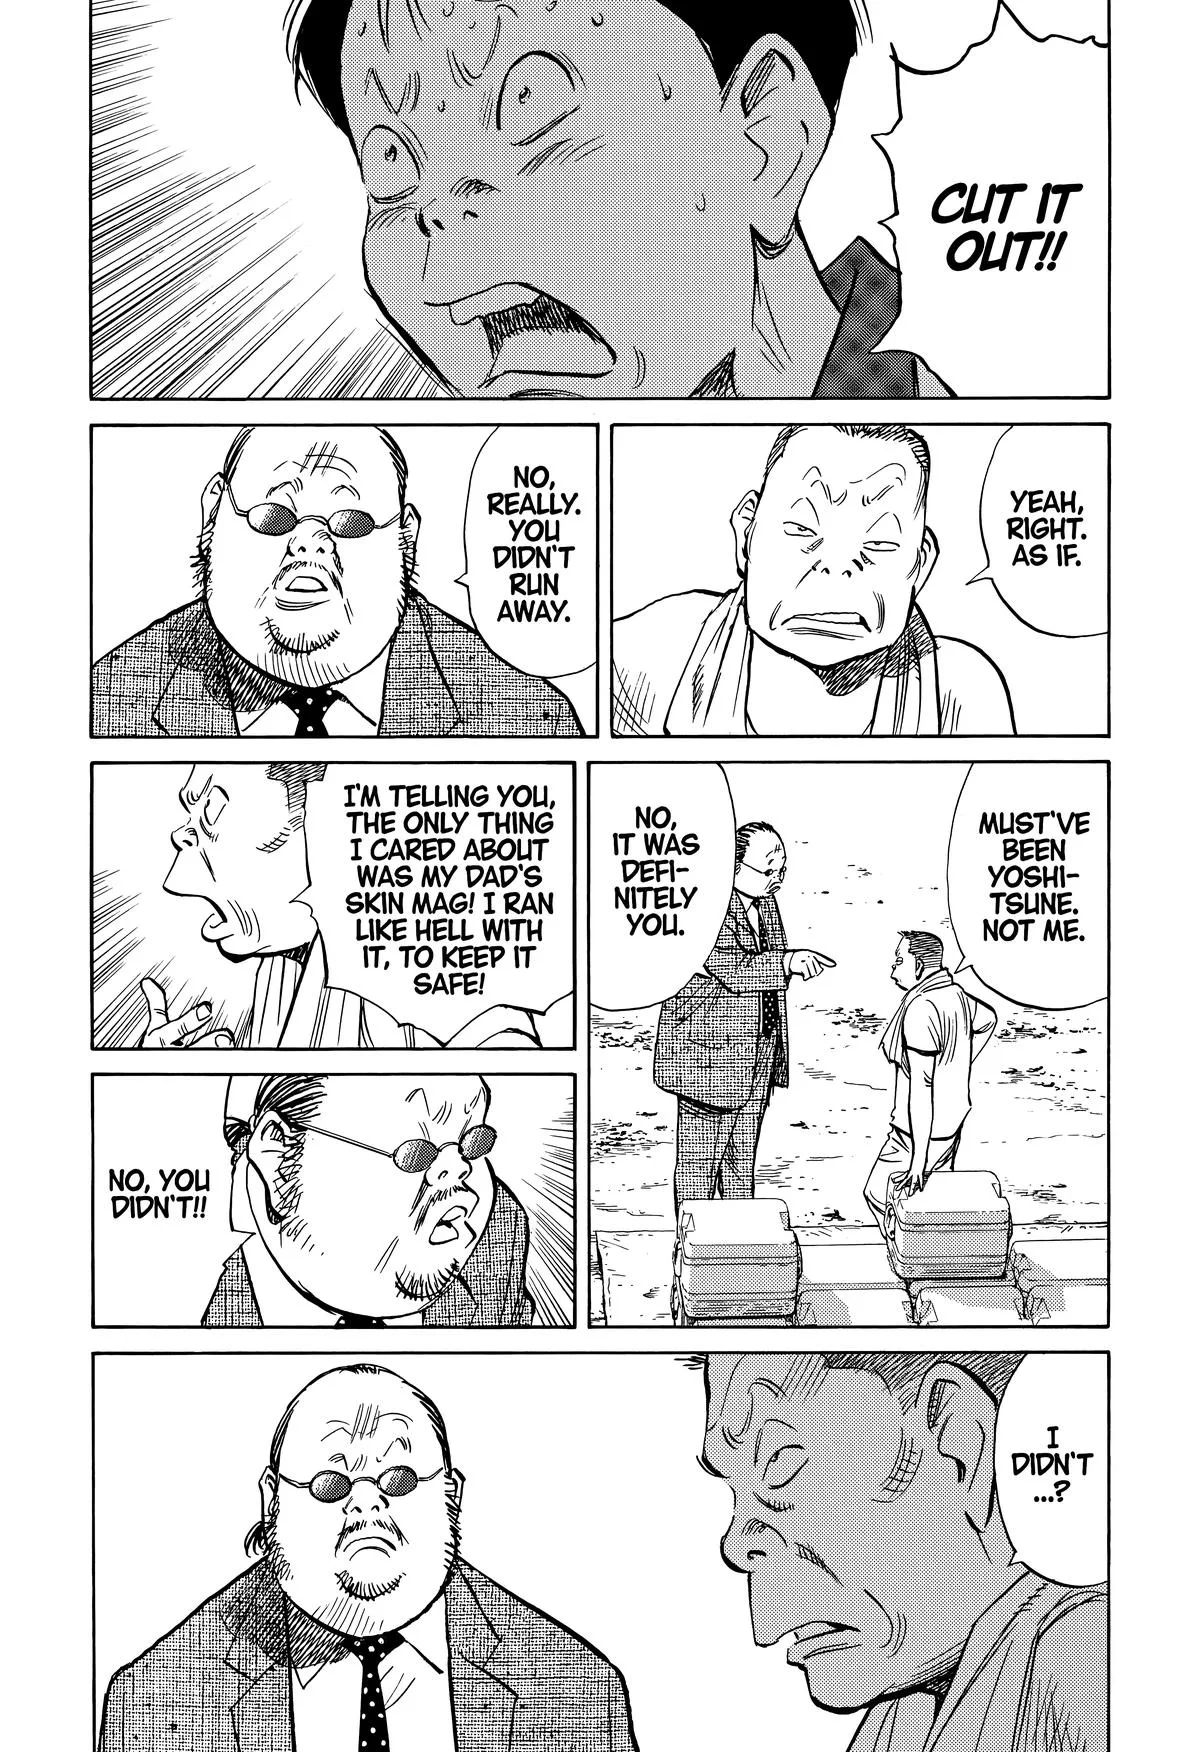 CUT IT
OUT!!
YEAH,
RIGHT.
AS IF.
NO,
REALLY.
YOU
DIDN'T
RUN
AWAY.
MUST'VE
BEEN
YOSHI-
TSUNE.
NOT ME.
NO,
IT WAS
DEFI-
NITELY
YOU.
I'M TELLING YOU,
THE ONLY THING
I CARED ABOUT
WAS MY DAD'S
SKIN MAG! I RAN
LIKE HELL WITH
IT, TO KEEP IT
SAFE!
NO, YOU
DIDN'T!!
I
DIDN'T
...?